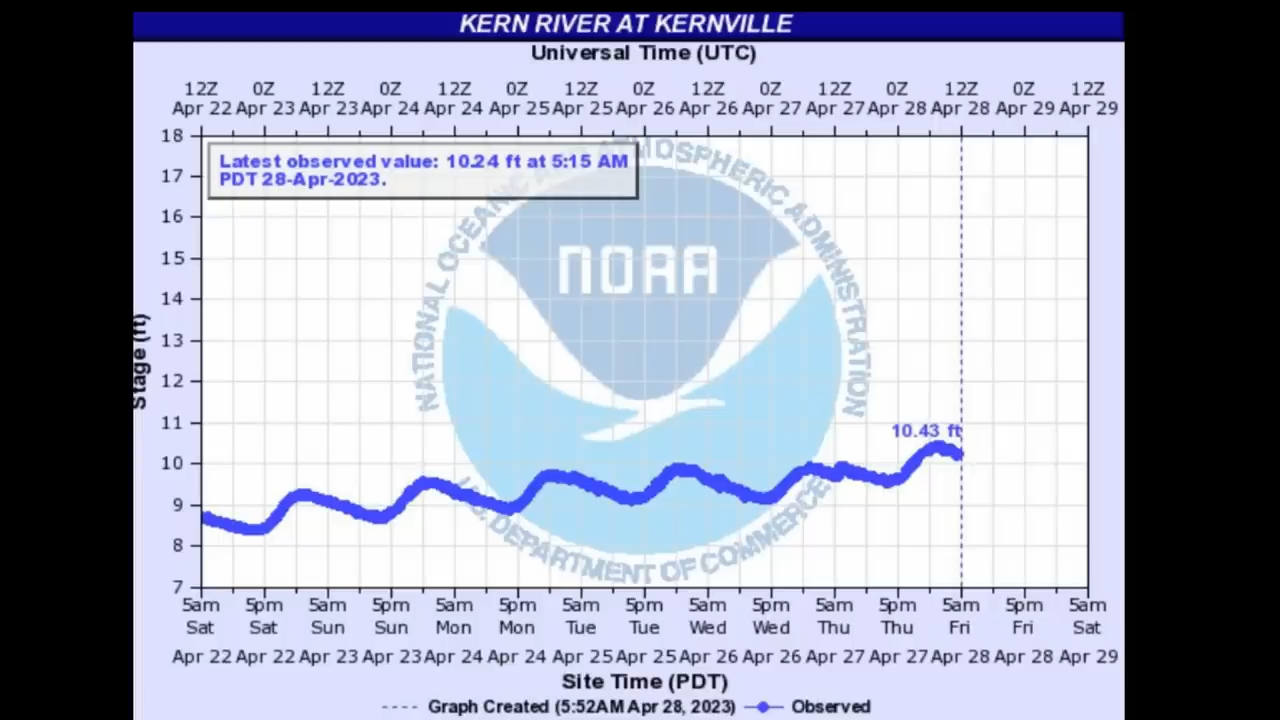 KERN RIVER AT KERNVILLE
Universal Time (UTC)
12Z 0Z 12Z 0Z 12Z 0Z 12Z 0Z 12Z 0Z 12Z 0Z 12Z 0Z 12Z
Apr 22 Apr 23 Apr 23 Apr 24 Apr 24 Apr 25 Apr 25 Apr 26 Apr 26 Apr 27 Apr 27 Apr 28 Apr 28 Apr 29 Apr 29
Latest observed value: 10.24 ft at 5:15 AM
PDT 28-Apr-2023.
NATIONAL OCEANIC AND ATMOSPHERIC ADMINISTRATION
NOAA
U.S. DEPARTMENT OF COMMERCE
Stage (ft)
18
17
16
15
14
13
12
11
10
9
8
7
10.43 ft
5am 5pm 5am 5pm 5am 5pm 5am 5pm 5am 5pm 5am 5pm 5am 5pm 5am
Sat Sat Sun Sun Mon Mon Tue Tue Wed Wed Thu Thu Fri Fri Sat
Apr 22 Apr 22 Apr 23 Apr 23 Apr 24 Apr 24 Apr 25 Apr 25 Apr 26 Apr 26 Apr 27 Apr 27 Apr 28 Apr 28 Apr 29
Site Time (PDT)
Graph Created (5:52AM Apr 28, 2023) Observed